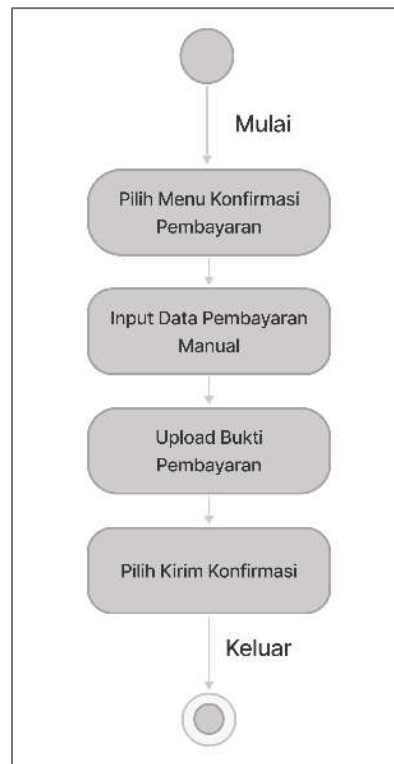 Mulai
Pilih Menu Konfirmasi
Pembayaran
Input Data Pembayaran
Manual
Upload Bukti
Pembayaran
Pilih Kirim Konfirmasi
Keluar